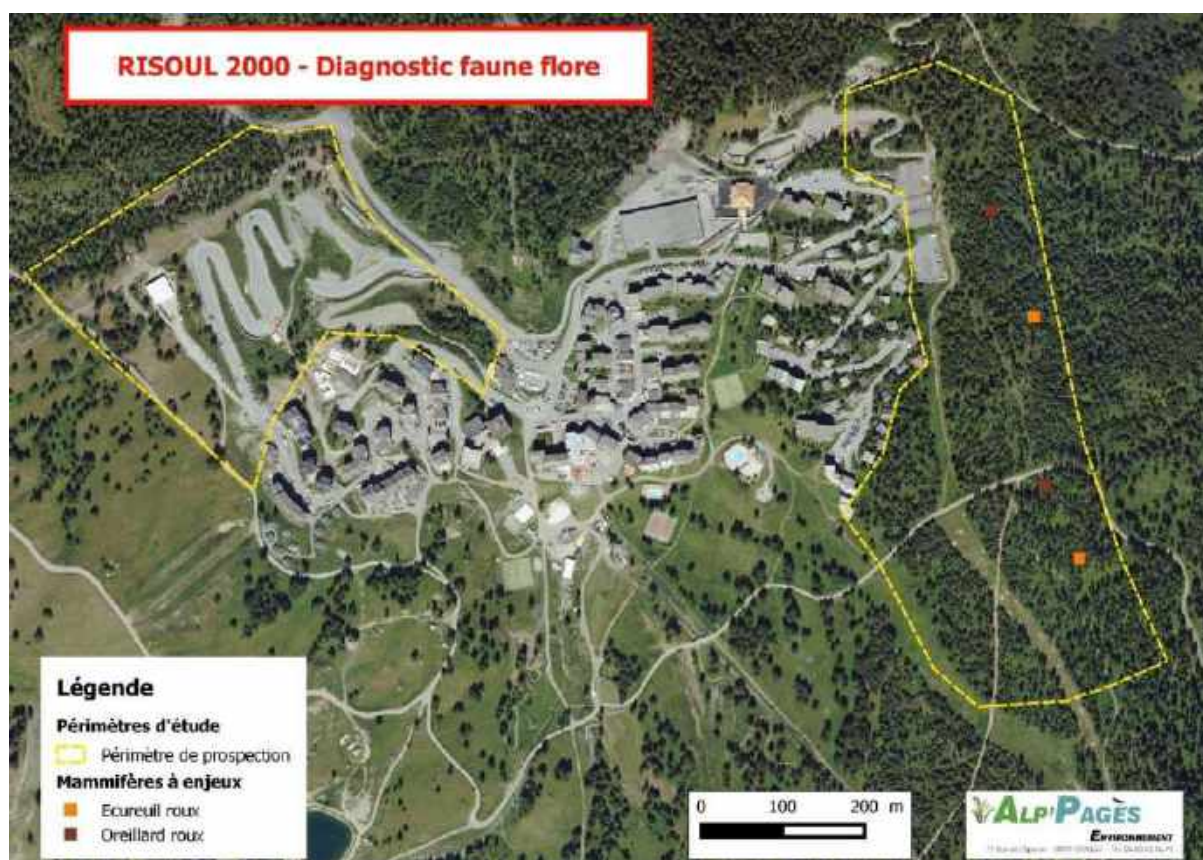 RISOUL 2000 - Diagnostic faune flore
Légende
Périmètres d'étude
Périmètre de prospection
Mammifères à enjeux
Ecureuil roux
Oreillard roux
0 100 200 m
ALP'PAGÈS
ENVIRONNEMENT